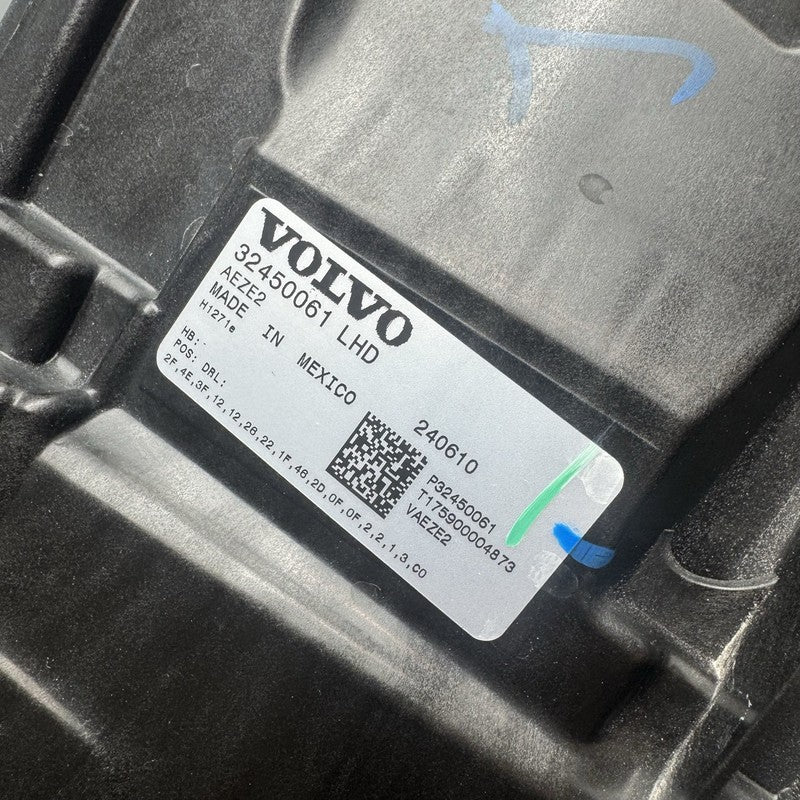 VOLVO
32450061 LHD
AEZE2
MADE IN MEXICO
H1271e
240610
HB:
POS: DRL:
2F,4E,3F,12,12,26,22,1F,46,2D,0F,0F,2,2,1,3,C0
P32450061
T175900004873
VAEZE2